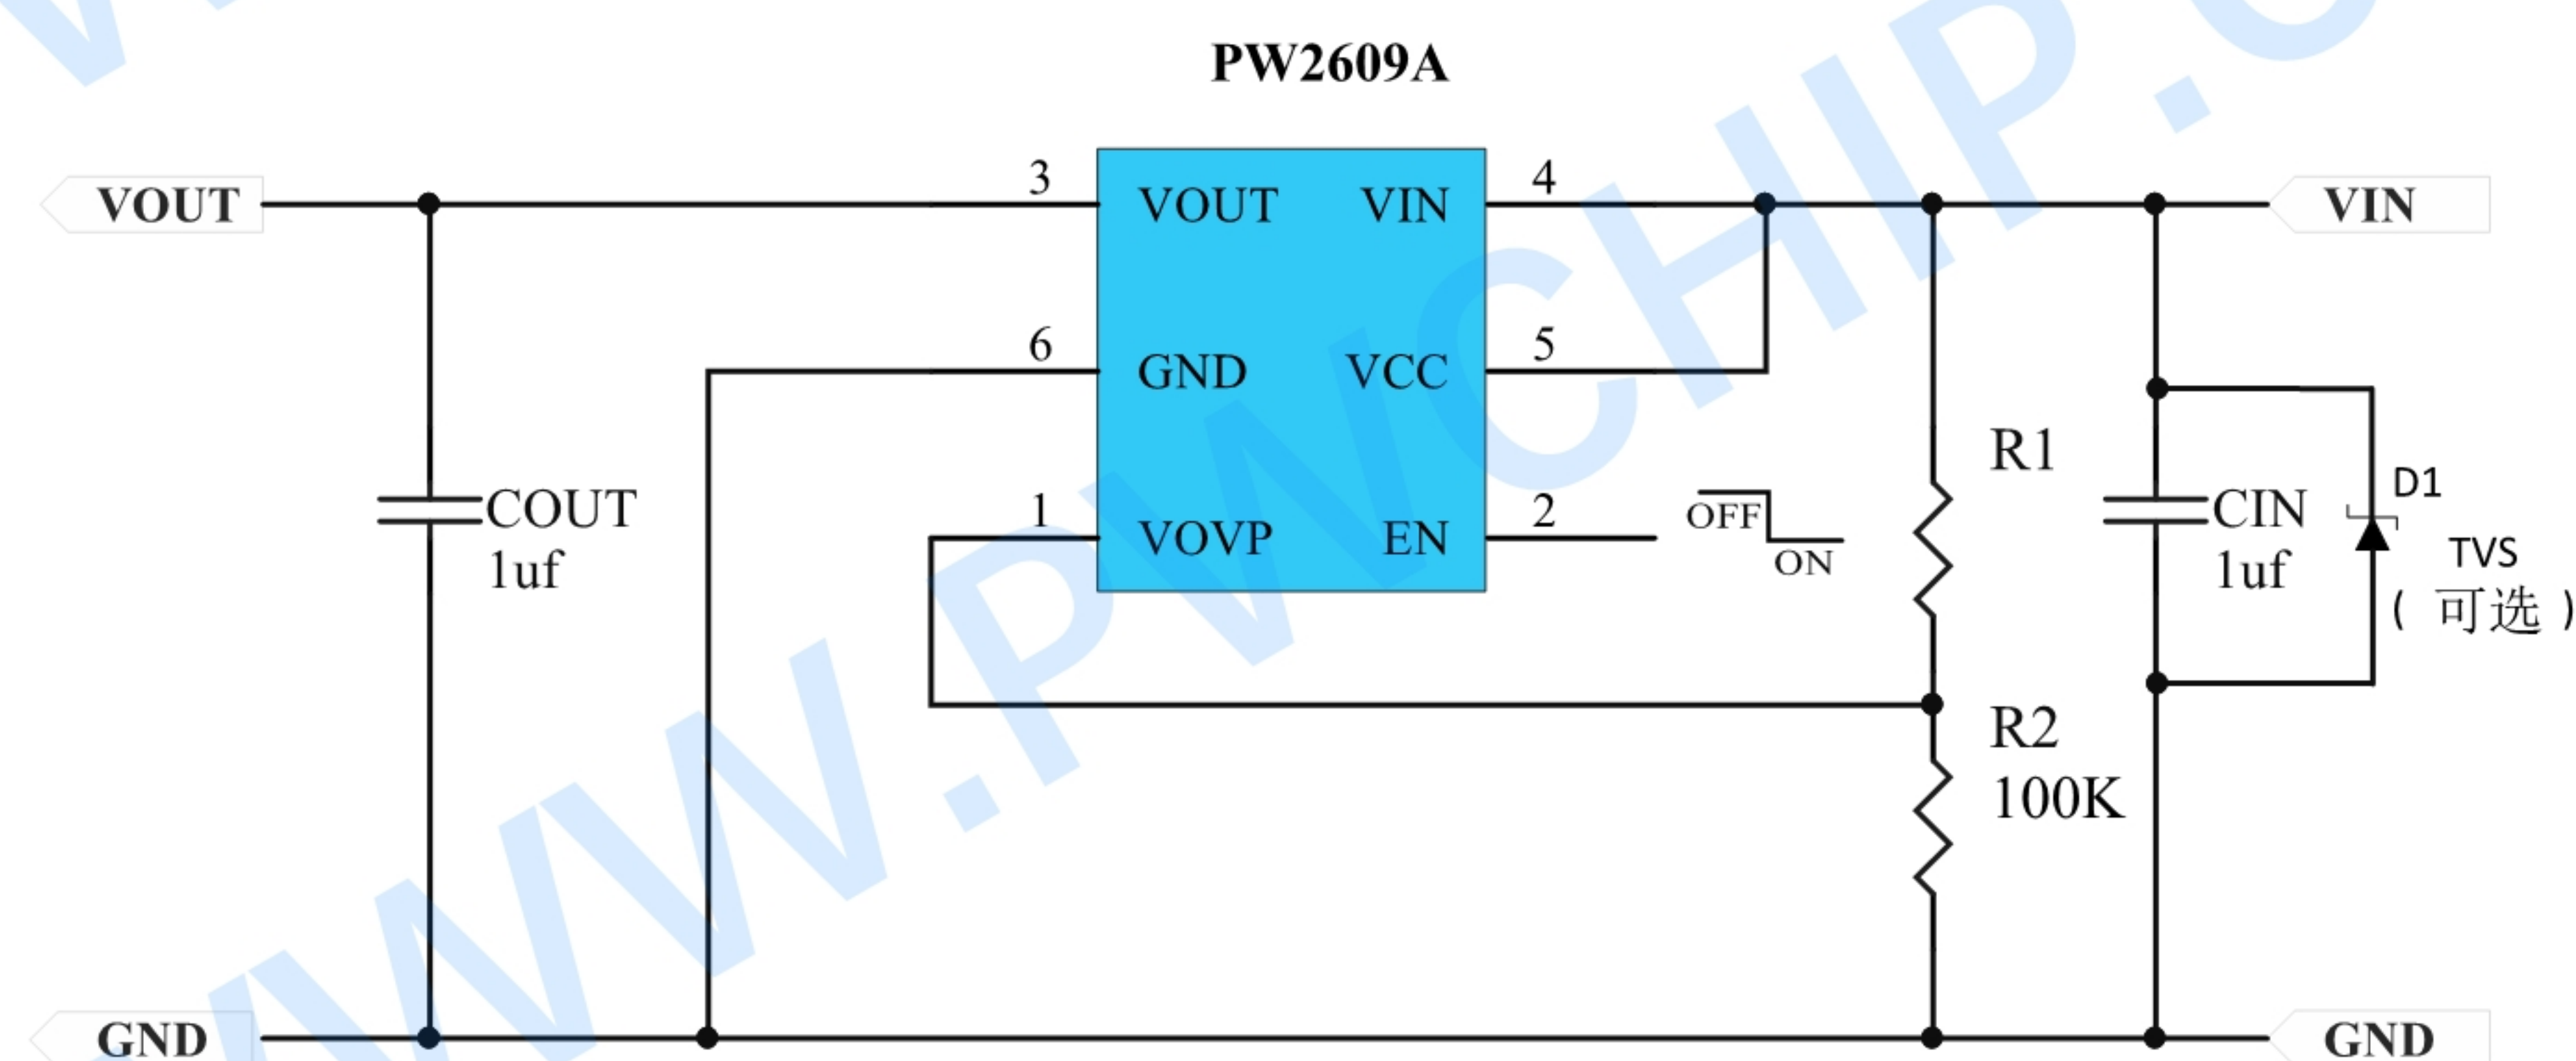 PW2609A
VOUT
3
VOUT
VIN
4
VIN
6
GND
VCC
5
1
VOVP
EN
2
OFF
ON
COUT
1uf
R1
R2
100K
CIN
1uf
D1
TVS
( 可选 )
GND
GND
WWW.PWCHIP.C